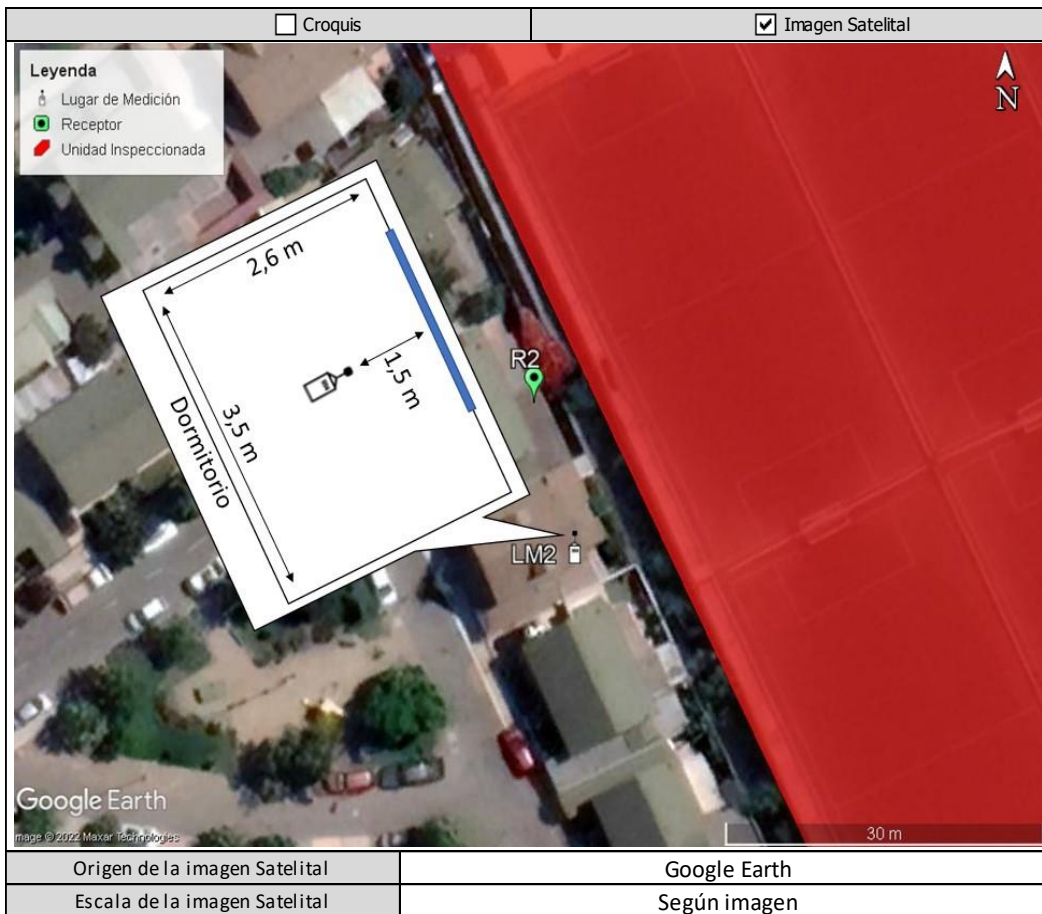 Croquis
Imagen Satelital
Leyenda
Lugar de Medición
Receptor
Unidad Inspeccionada
N
2,6 m
1,5 m
3,5 m
Dormitorio
R2
LM2
Google Earth
mage © 2022 Maxar Technologies
30 m
Origen de la imagen Satelital
Google Earth
Escala de la imagen Satelital
Según imagen